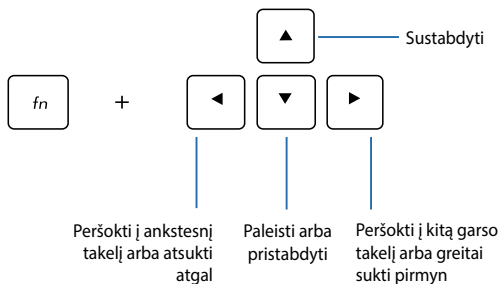 Sustabdyti
fn
+
Peršokti į ankstesnį
takelį arba atsukti
atgal
Paleisti arba
pristabdyti
Peršokti į kitą garso
takelį arba greitai
sukti pirmyn